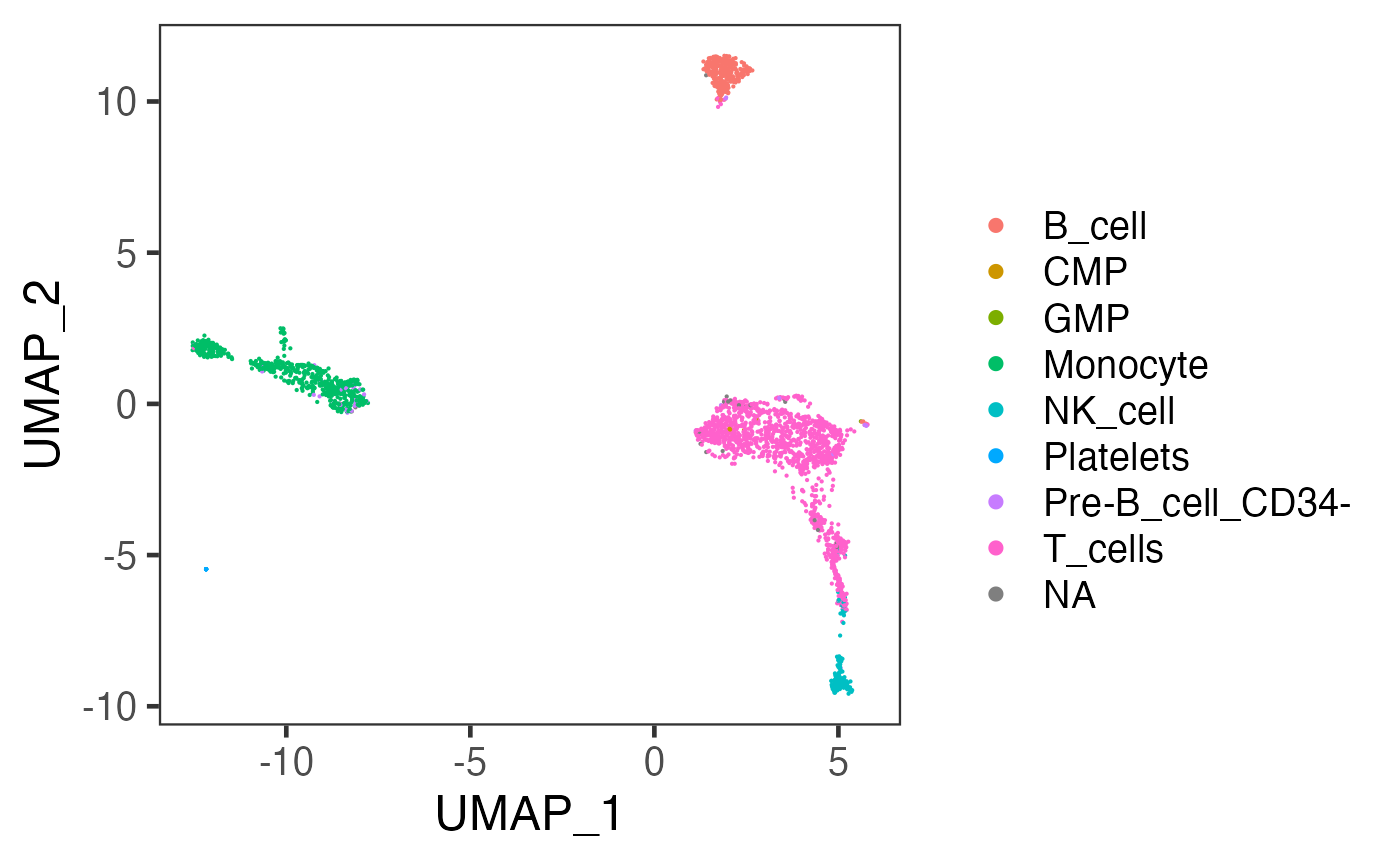 10
5
0
-5
-10
UMAP_2
-10
-5
0
5
UMAP_1
B_cell
CMP
GMP
Monocyte
NK_cell
Platelets
Pre-B_cell_CD34-
T_cells
NA